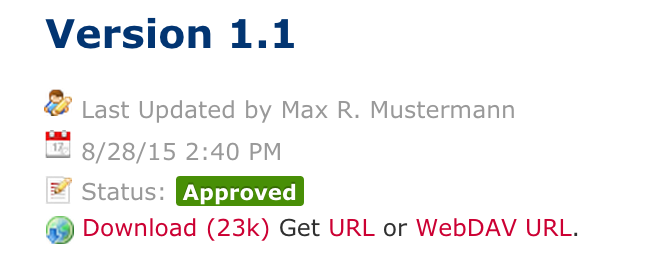 Version 1.1
Last Updated by Max R. Mustermann
8/28/15 2:40 PM
Status: Approved
Download (23k) Get URL or WebDAV URL.